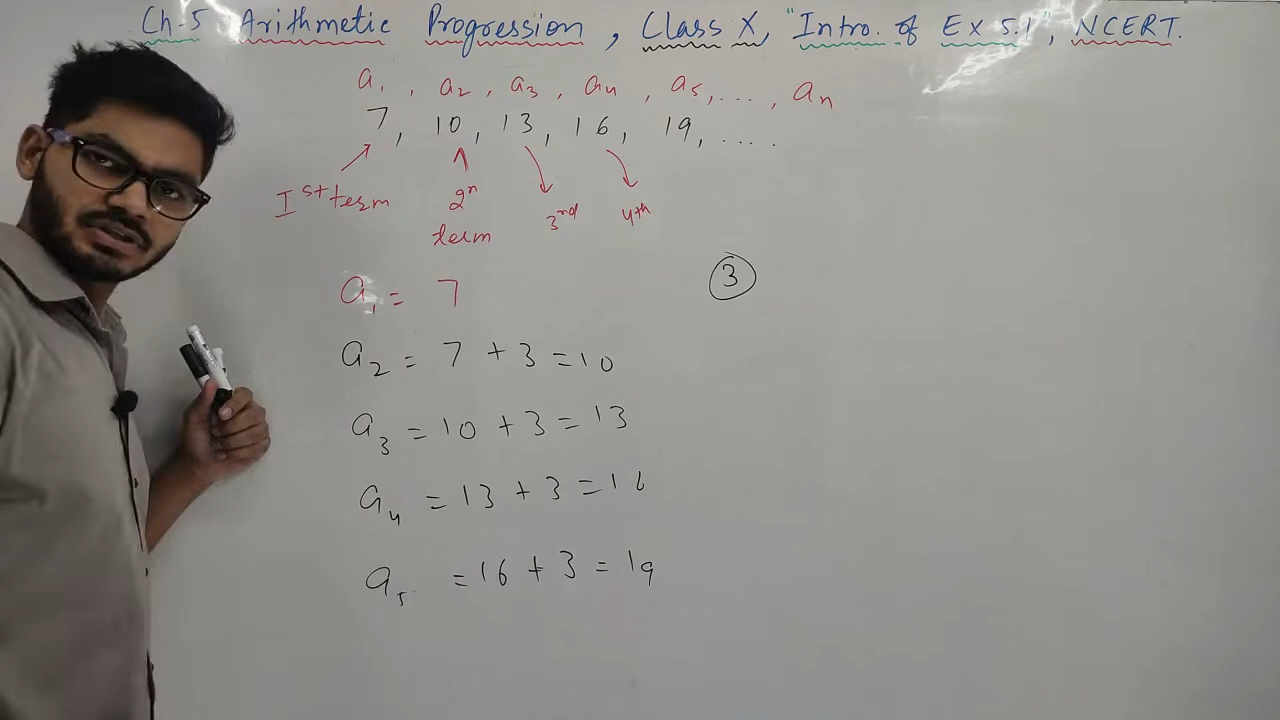 Ch-5 Arithmetic Progression, Class X, "Intro. of Ex 5.1", NCERT.
a1, a2, a3, a4, a5, ..., an
7, 10, 13, 16, 19, ....
Ist term
2n term
3rd
4th
a1 = 7
3
a2 = 7 + 3 = 10
a3 = 10 + 3 = 13
a4 = 13 + 3 = 16
a5 = 16 + 3 = 19